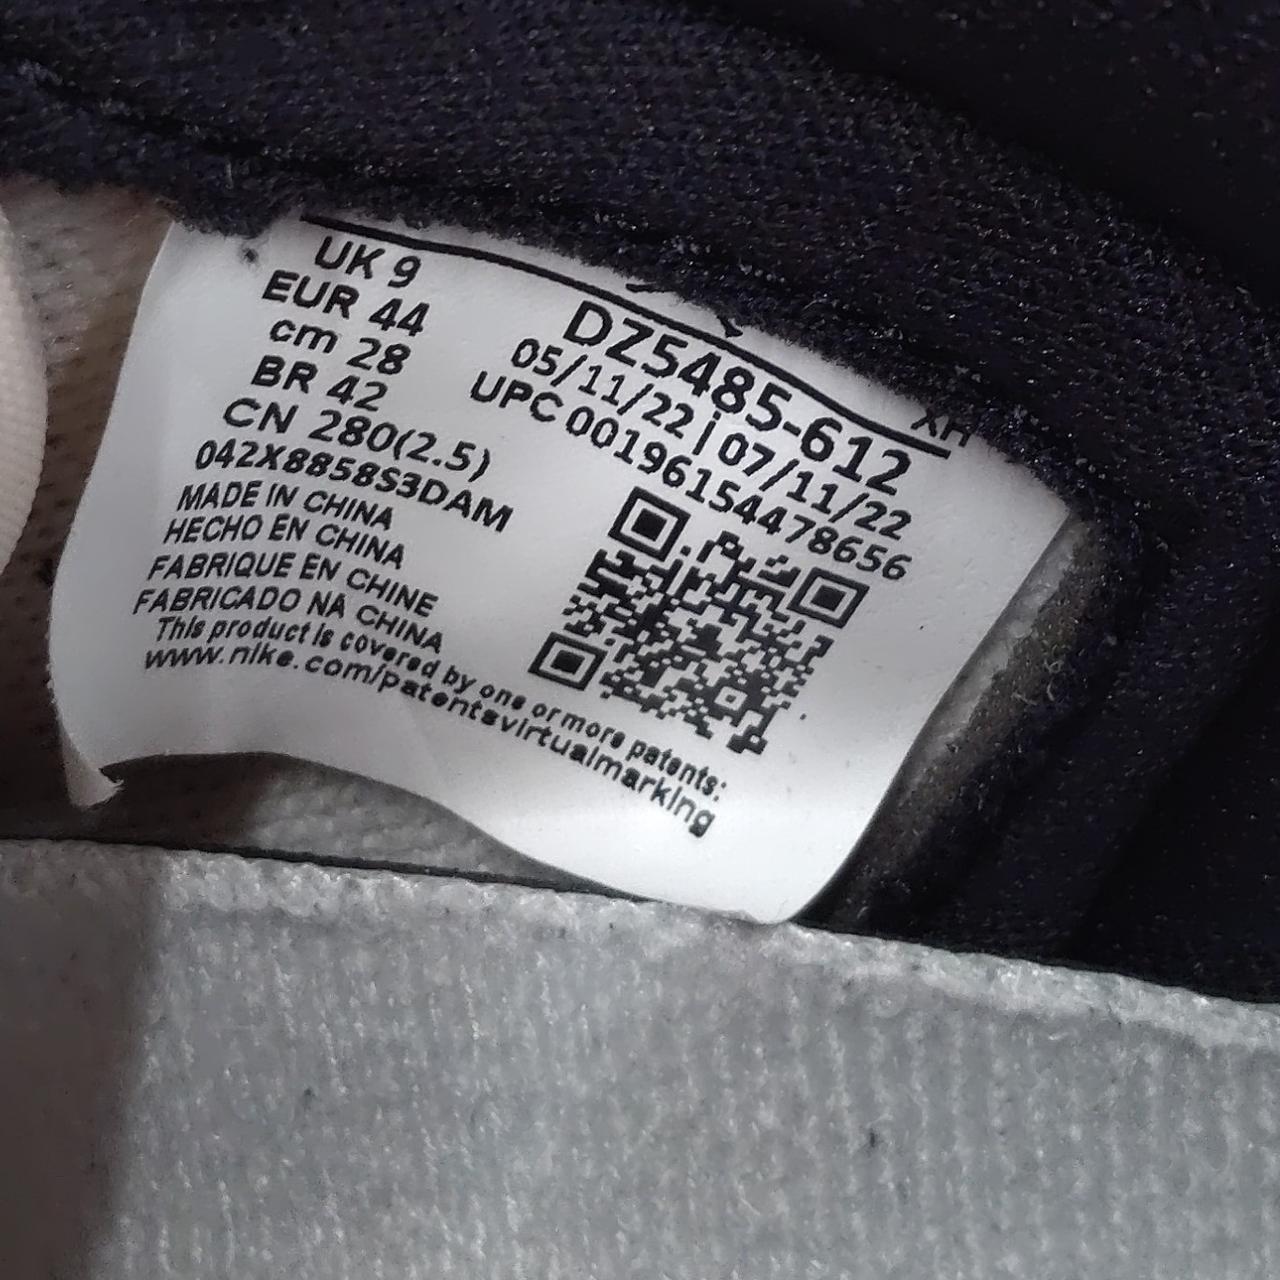 UK 9
EUR 44
cm 28
BR 42
CN 280(2.5)
042X8858S3DAM
MADE IN CHINA
HECHO EN CHINA
FABRIQUE EN CHINE
FABRICADO NA CHINA
This product is covered by one or more patents:
www.nike.com/patentsvirtualmarking
XH
DZ5485-612
05/11/22 | 07/11/22
UPC 00196154478656